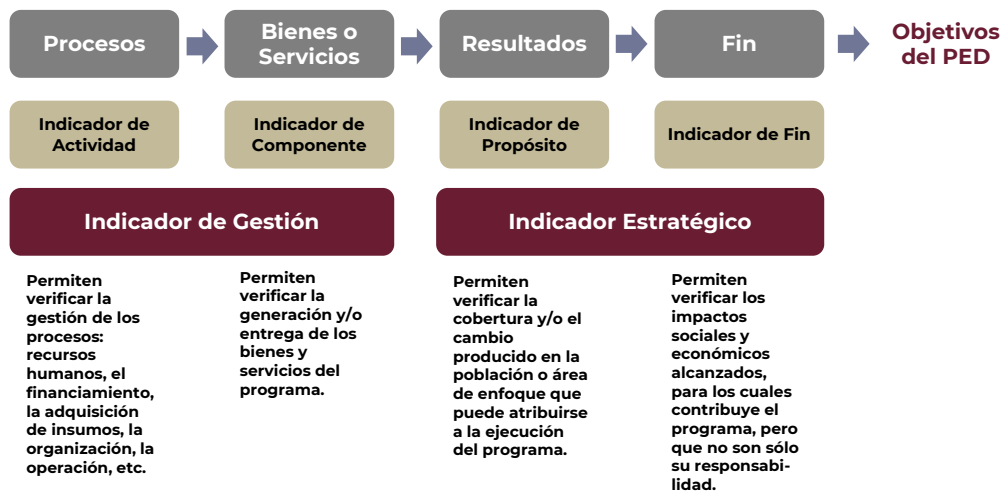 Procesos
Bienes o
Servicios
Resultados
Fin
Objetivos
del PED
Indicador de
Actividad
Indicador de
Componente
Indicador de
Propósito
Indicador de Fin
Indicador de Gestión
Indicador Estratégico
Permiten
verificar la
gestión de los
procesos:
recursos
humanos, el
financiamiento,
la adquisición
de insumos, la
organización, la
operación, etc.
Permiten
verificar la
generación y/o
entrega de los
bienes y
servicios del
programa.
Permiten
verificar la
cobertura y/o el
cambio
producido en la
población o área
de enfoque que
puede atribuirse
a la ejecución
del programa.
Permiten
verificar los
impactos
sociales y
económicos
alcanzados,
para los cuales
contribuye el
programa, pero
que no son sólo
su responsabi-
lidad.